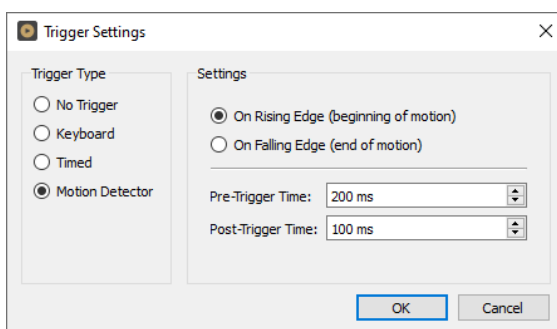 Trigger Settings
Trigger Type
No Trigger
Keyboard
Timed
Motion Detector
Settings
On Rising Edge (beginning of motion)
On Falling Edge (end of motion)
Pre-Trigger Time: 200 ms
Post-Trigger Time: 100 ms
OK Cancel